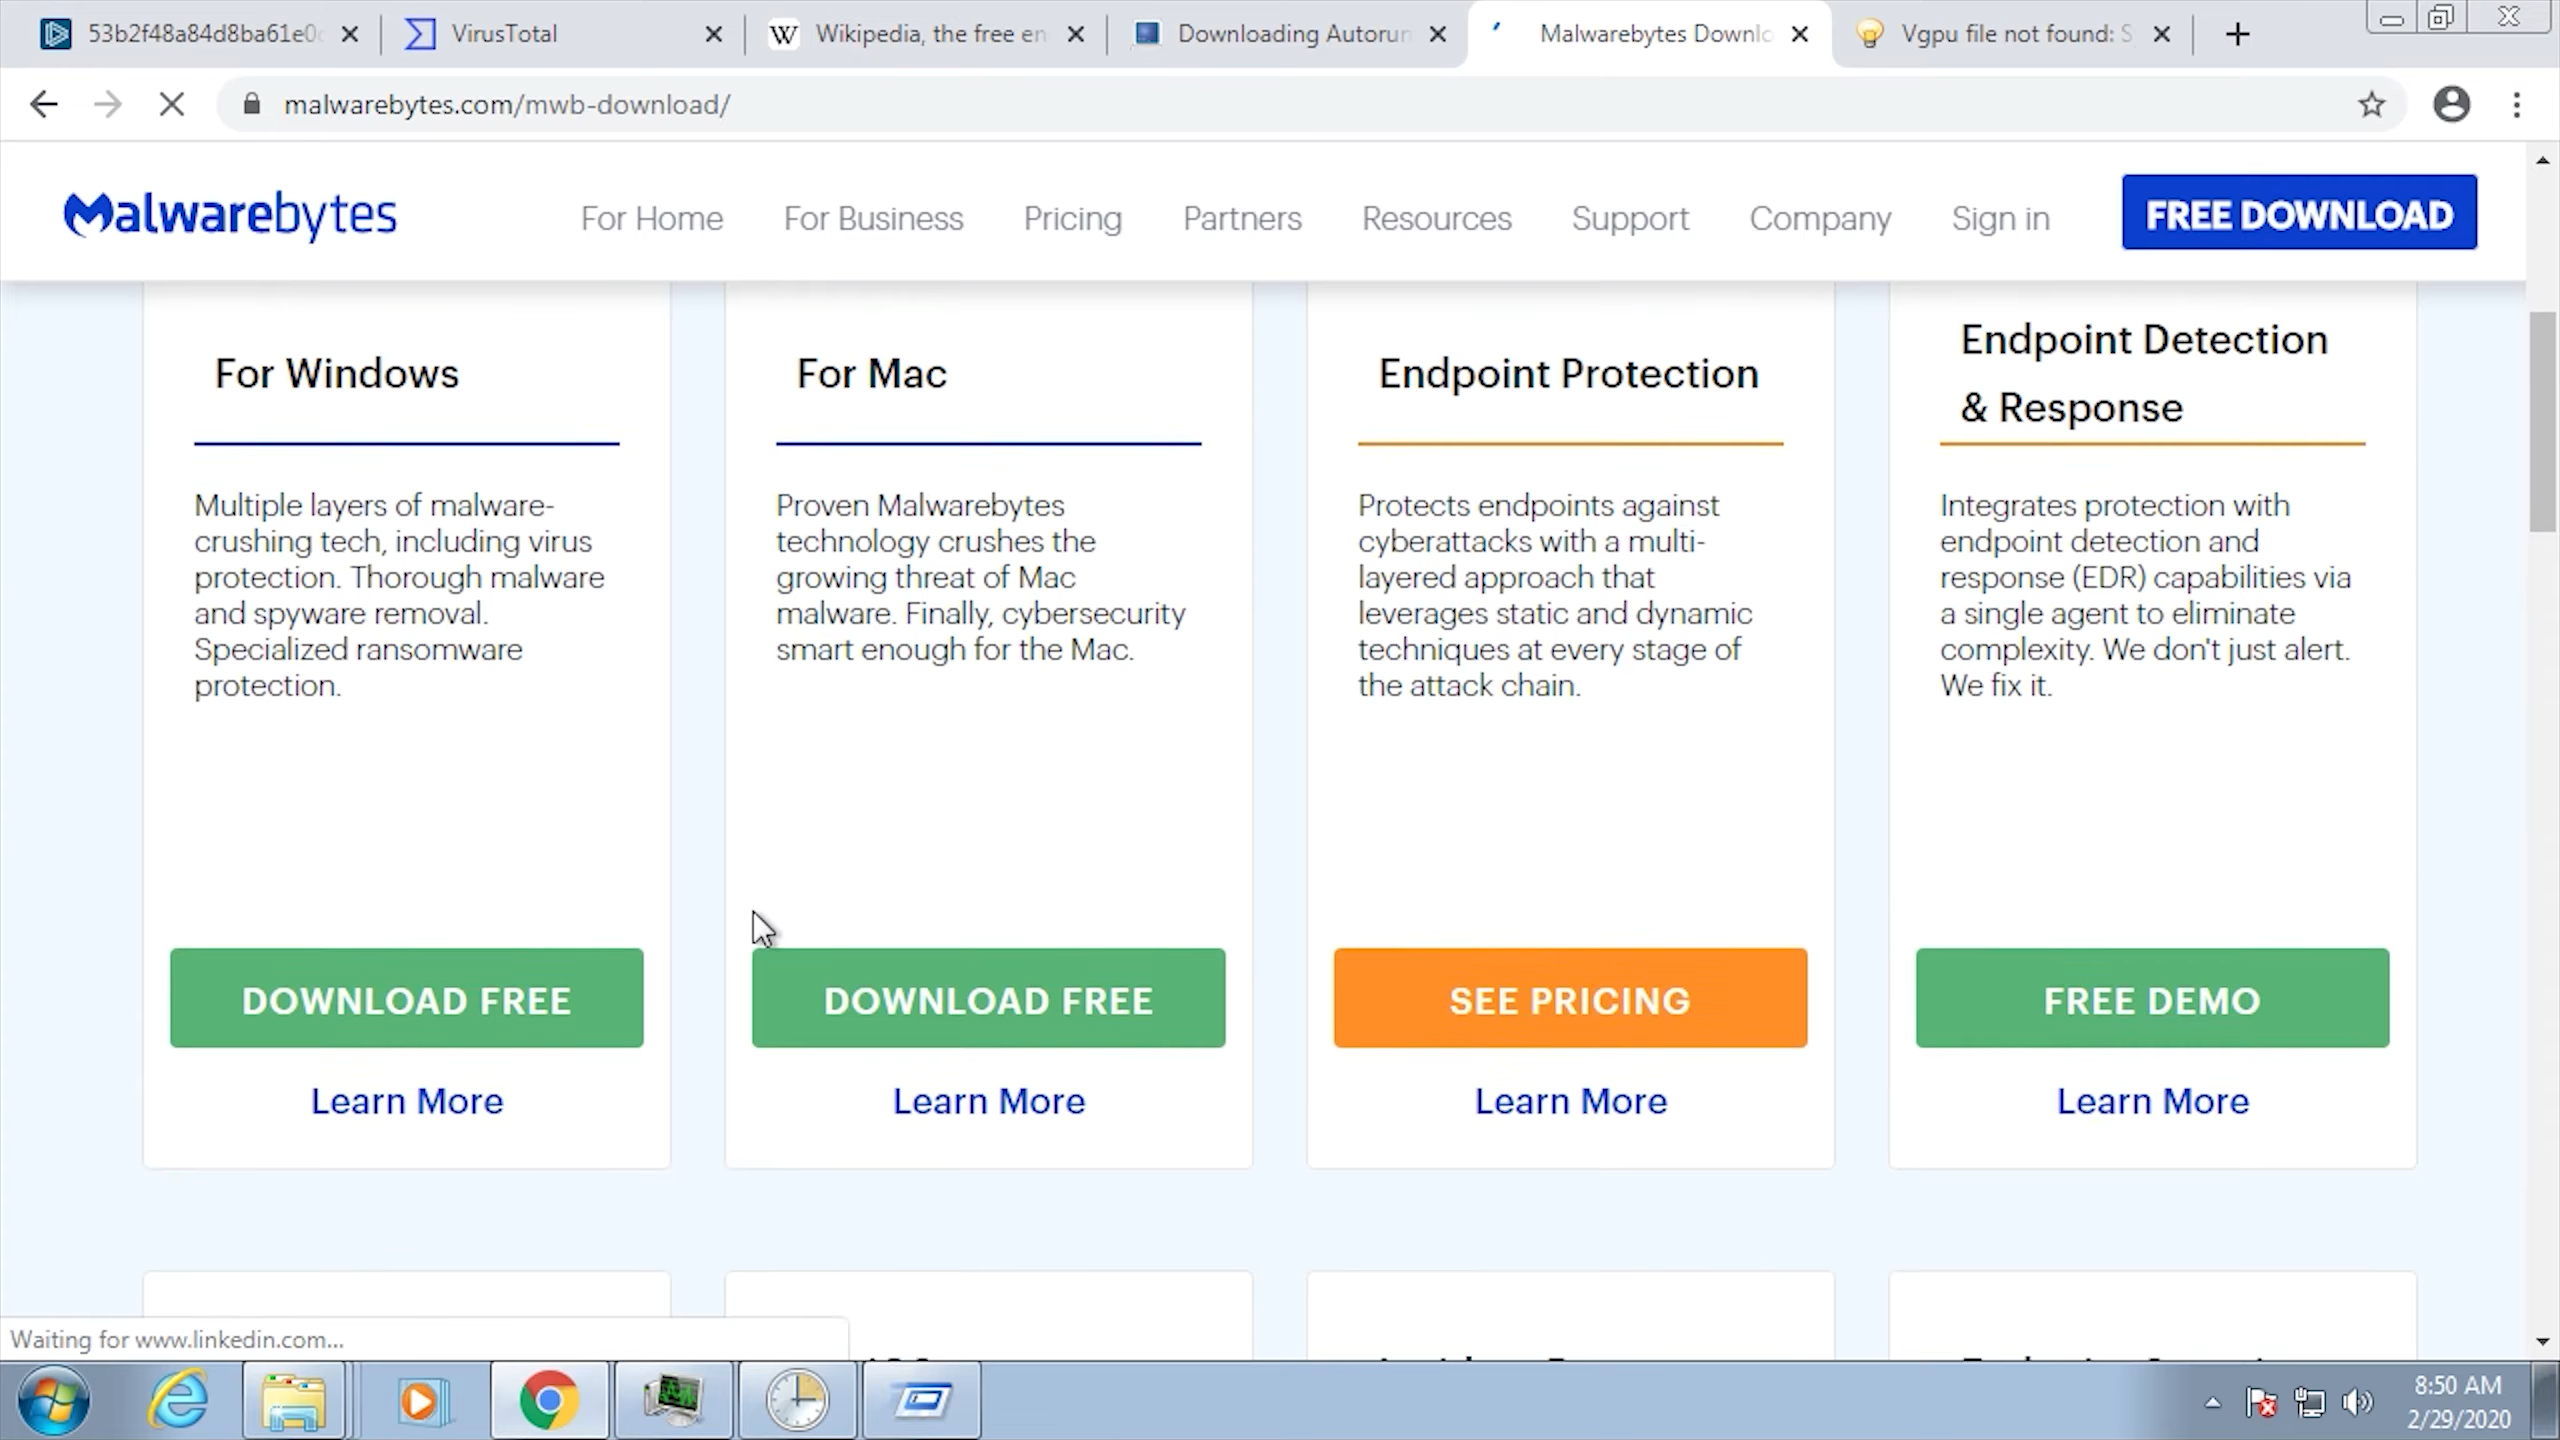 53b2f48a84d8ba61e0
VirusTotal
Wikipedia, the free en
Downloading Autorun
Malwarebytes Downlo
Vgpu file not found: S
malwarebytes.com/mwb-download/
Malwarebytes
For Home
For Business
Pricing
Partners
Resources
Support
Company
Sign in
FREE DOWNLOAD
For Windows
Multiple layers of malware-
crushing tech, including virus
protection. Thorough malware
and spyware removal.
Specialized ransomware
protection.
DOWNLOAD FREE
Learn More
For Mac
Proven Malwarebytes
technology crushes the
growing threat of Mac
malware. Finally, cybersecurity
smart enough for the Mac.
DOWNLOAD FREE
Learn More
Endpoint Protection
Protects endpoints against
cyberattacks with a multi-
layered approach that
leverages static and dynamic
techniques at every stage of
the attack chain.
SEE PRICING
Learn More
Endpoint Detection
& Response
Integrates protection with
endpoint detection and
response (EDR) capabilities via
a single agent to eliminate
complexity. We don't just alert.
We fix it.
FREE DEMO
Learn More
Waiting for www.linkedin.com...
8:50 AM
2/29/2020